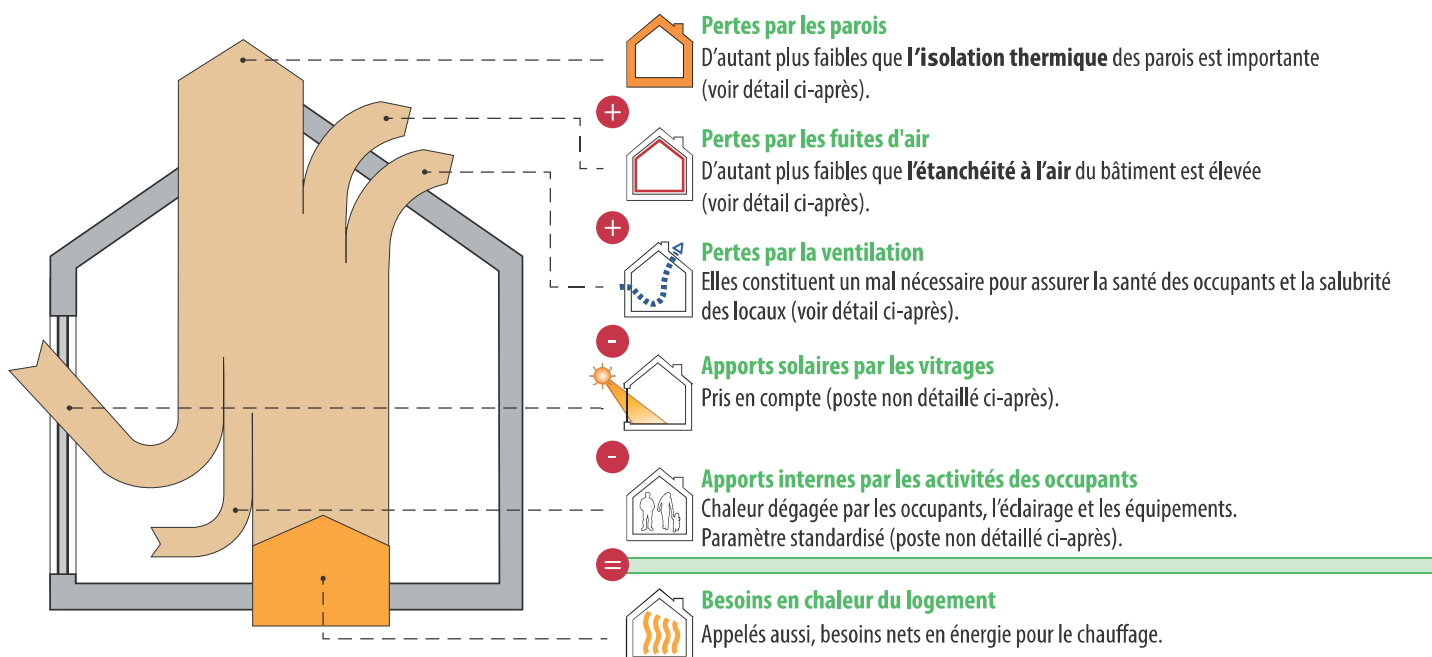 Pertes par les parois
D'autant plus faibles que l'isolation thermique des parois est importante
(voir détail ci-après).
+
Pertes par les fuites d'air
D'autant plus faibles que l'étanchéité à l'air du bâtiment est élevée
(voir détail ci-après).
+
Pertes par la ventilation
Elles constituent un mal nécessaire pour assurer la santé des occupants et la salubrité
des locaux (voir détail ci-après).
-
Apports solaires par les vitrages
Pris en compte (poste non détaillé ci-après).
-
Apports internes par les activités des occupants
Chaleur dégagée par les occupants, l'éclairage et les équipements.
Paramètre standardisé (poste non détaillé ci-après).
=
Besoins en chaleur du logement
Appelés aussi, besoins nets en énergie pour le chauffage.